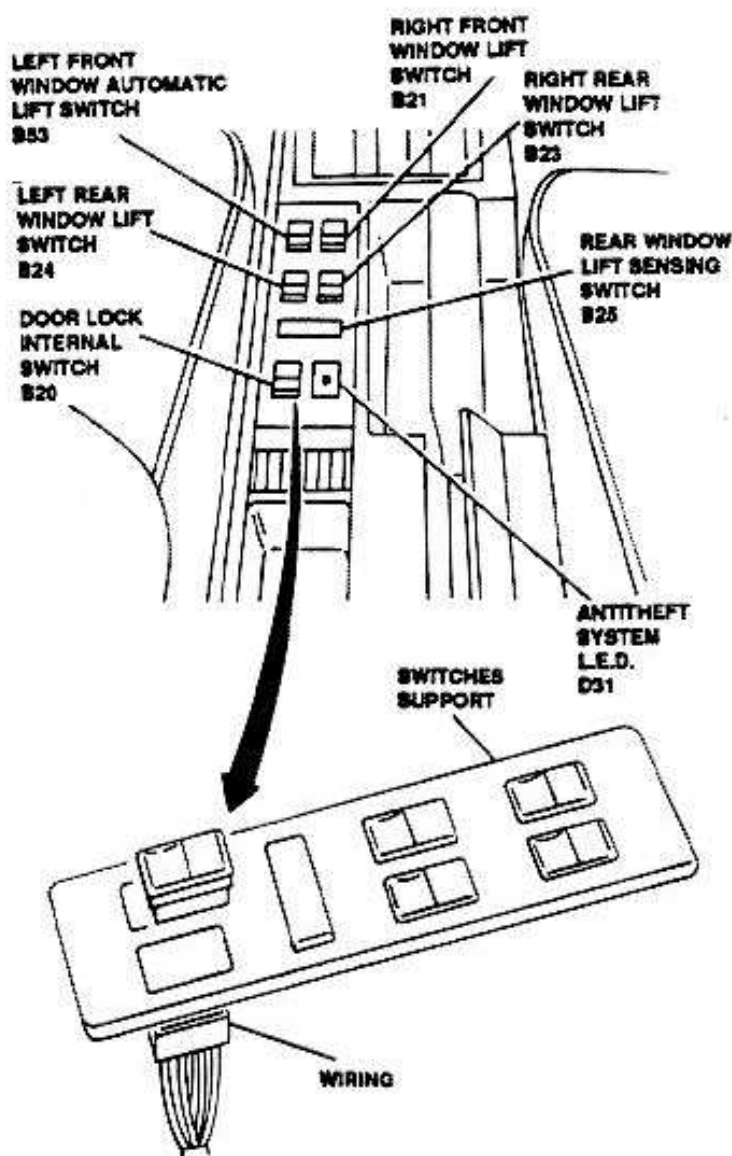 LEFT FRONT
WINDOW AUTOMATIC
LIFT SWITCH
B53
RIGHT FRONT
WINDOW LIFT
SWITCH
B21
RIGHT REAR
WINDOW LIFT
SWITCH
B23
LEFT REAR
WINDOW LIFT
SWITCH
B24
REAR WINDOW
LIFT SENSING
SWITCH
B25
DOOR LOCK
INTERNAL
SWITCH
B20
ANTITHEFT
SYSTEM
L.E.D.
D31
SWITCHES
SUPPORT
WIRING